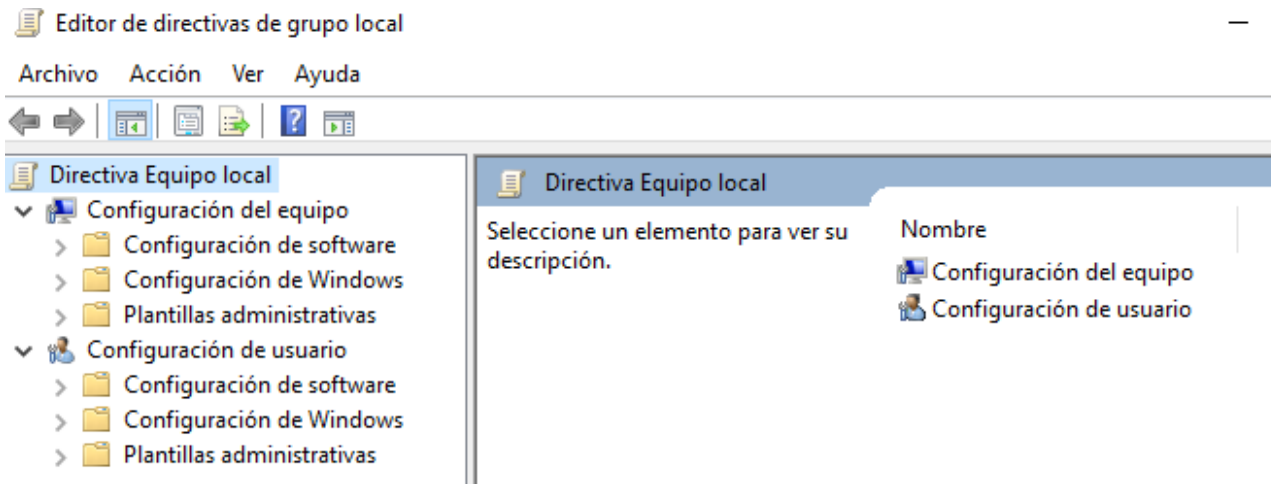 Editor de directivas de grupo local
Archivo Acción Ver Ayuda
Directiva Equipo local
Configuración del equipo
Configuración de software
Configuración de Windows
Plantillas administrativas
Configuración de usuario
Configuración de software
Configuración de Windows
Plantillas administrativas
Directiva Equipo local
Seleccione un elemento para ver su
descripción.
Nombre
Configuración del equipo
Configuración de usuario